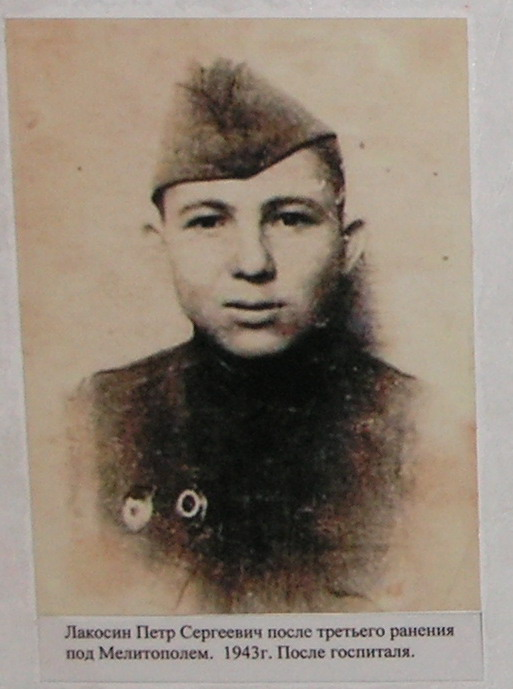 Лакосин Петр Сергеевич после третьего ранения
под Мелитополем. 1943г. После госпиталя.